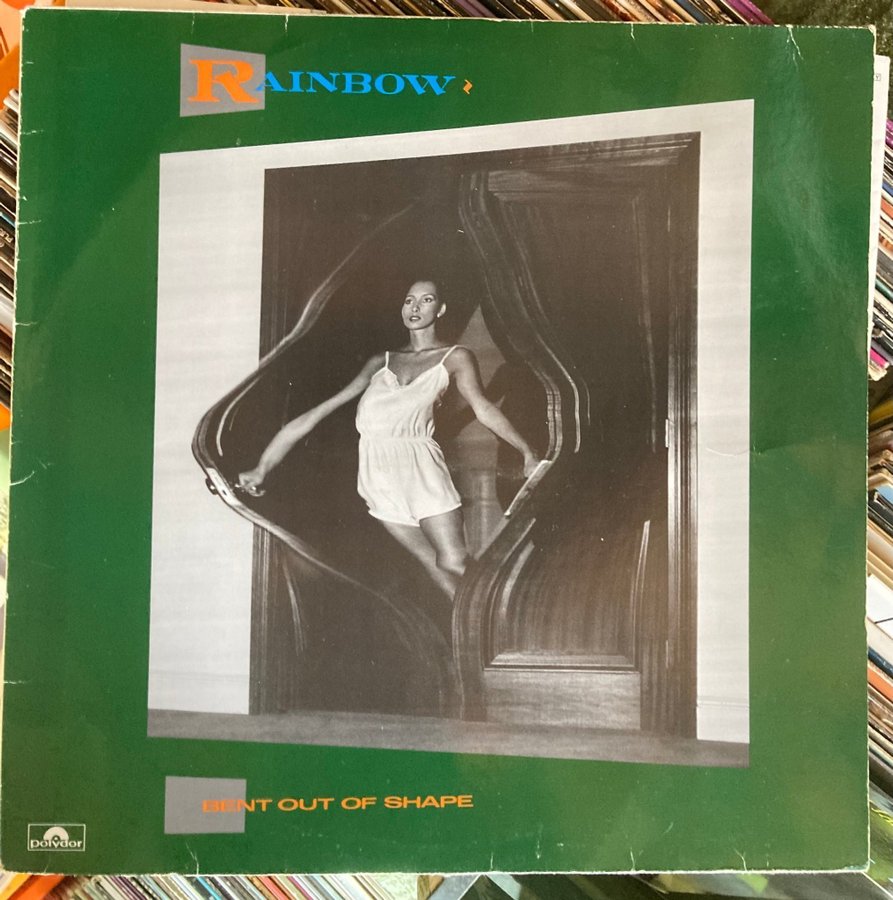 RAINBOW
BENT OUT OF SHAPE
polydor